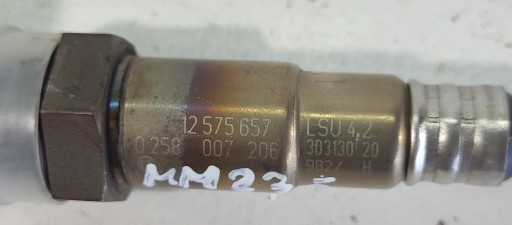 12 575 657 LSU 4.2
0 258 007 206 303130 20
982/ H
MM23-